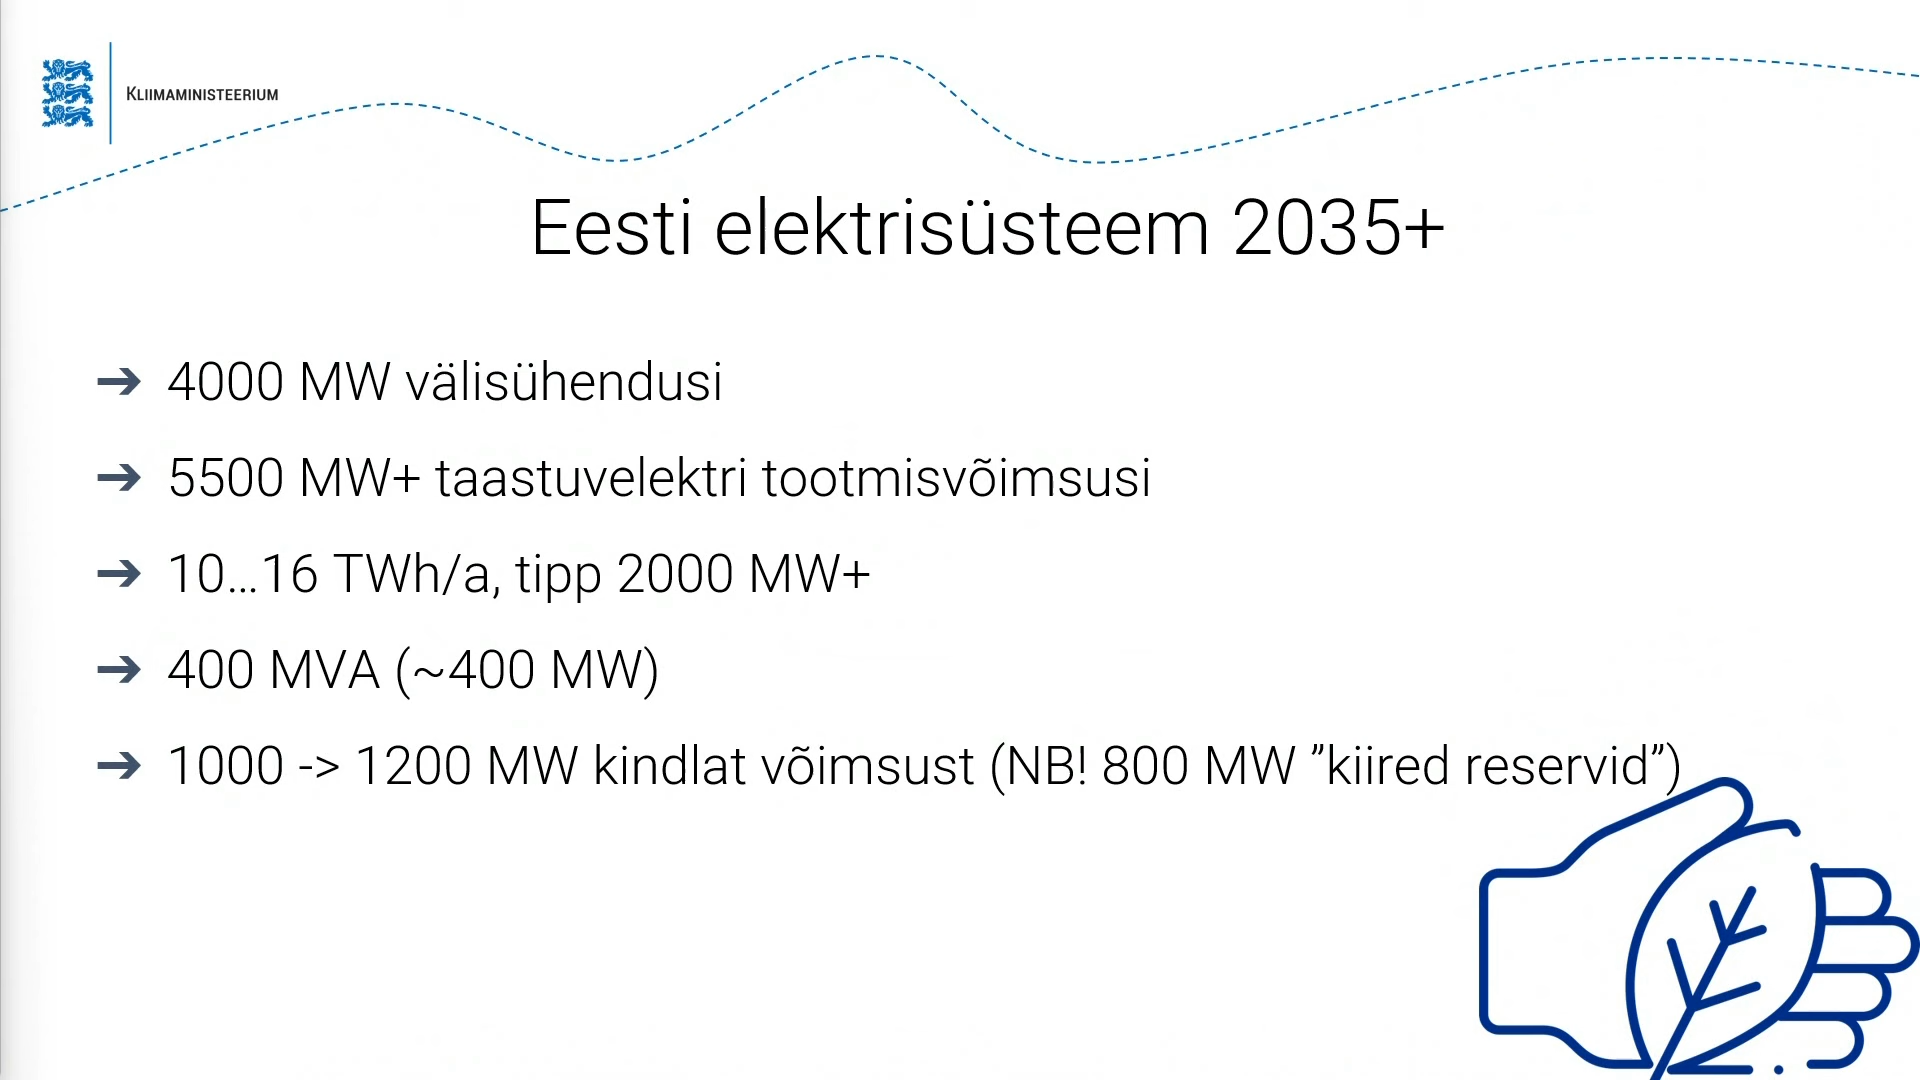 KLIIMAMINISTEERIUM
Eesti elektrisüsteem 2035+
➔ 4000 MW välisühendusi
➔ 5500 MW+ taastuvelektri tootmisvõimsusi
➔ 10…16 TWh/a, tipp 2000 MW+
➔ 400 MVA (~400 MW)
➔ 1000 -> 1200 MW kindlat võimsust (NB! 800 MW ”kiired reservid”)